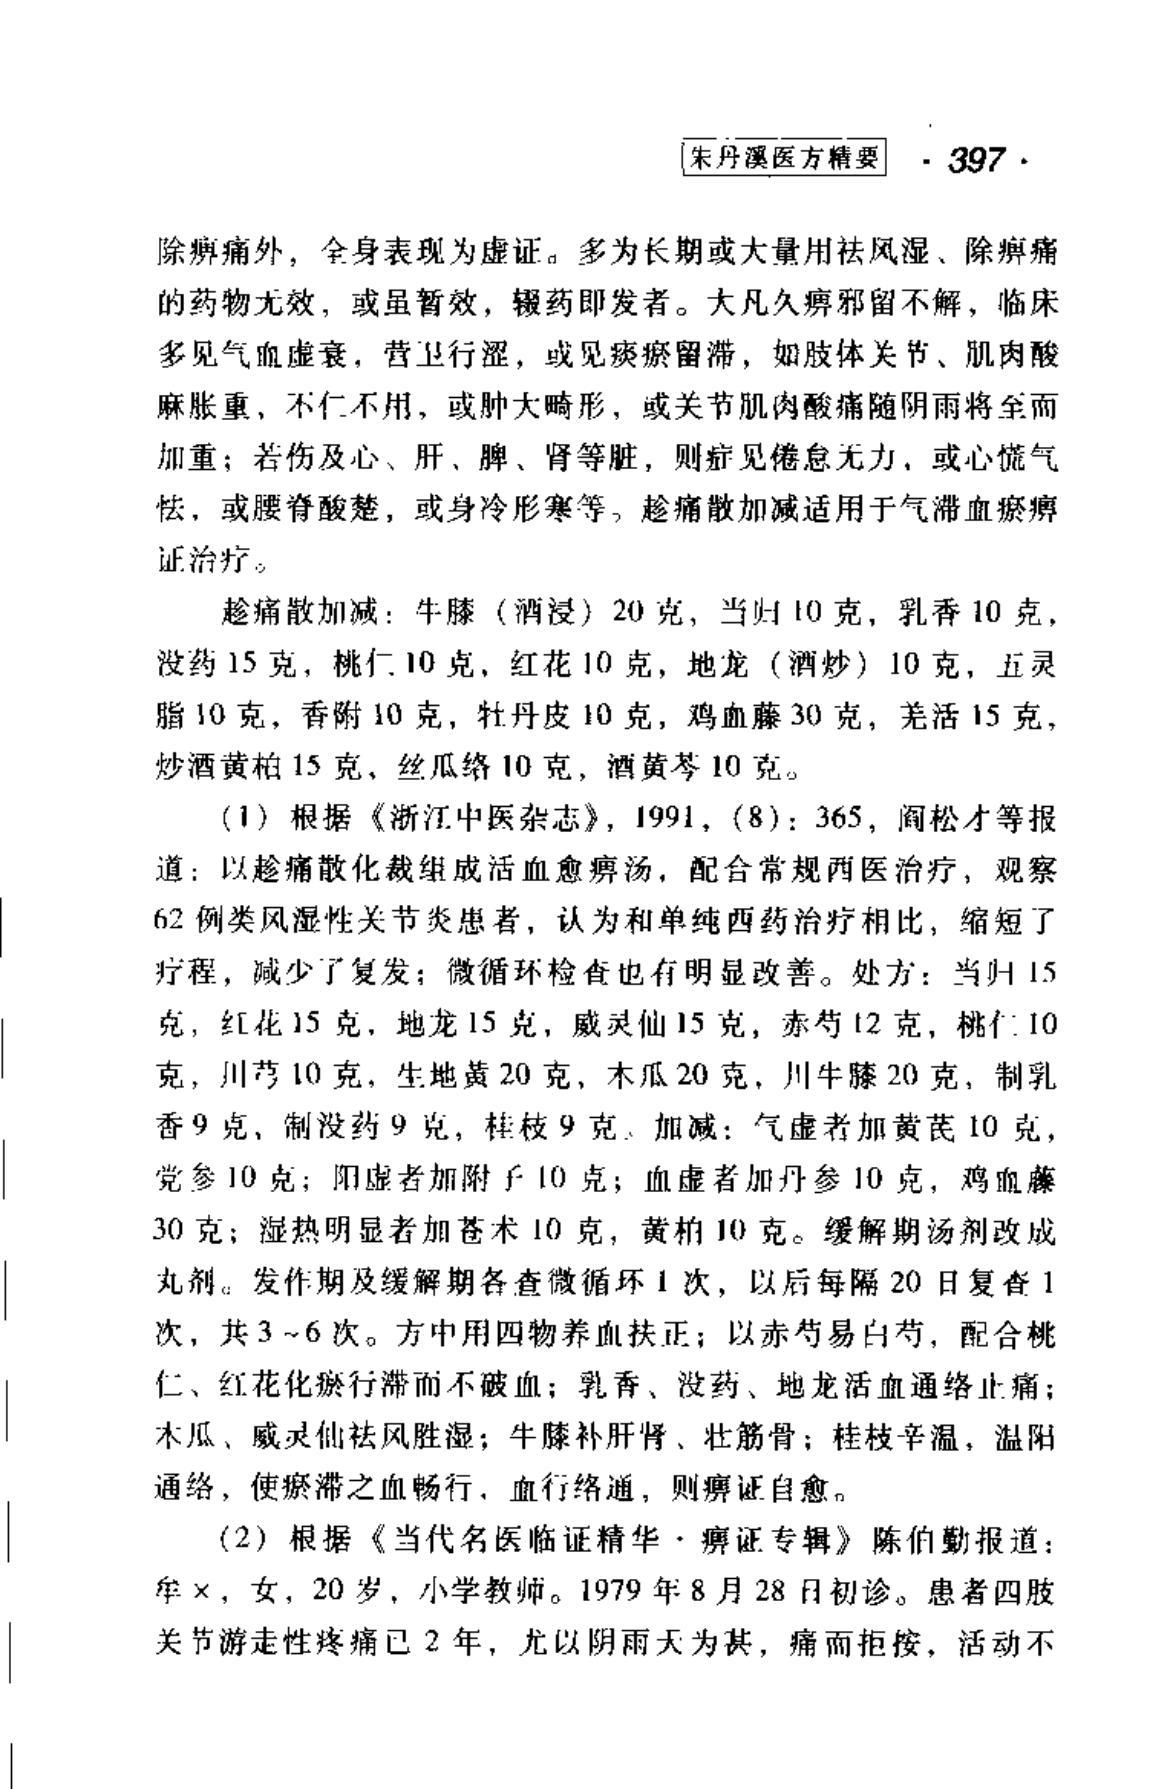 朱丹溪医方精要 · 397 ·
除痹痛外，全身表现为虚证。多为长期或大量用祛风湿、除痹痛
的药物无效，或虽暂效，辍药即发者。大凡久痹邪留不解，临床
多见气血虚衰，营卫行涩，或见痰瘀留滞，如肢体关节、肌肉酸
麻胀重，不仁不用，或肿大畸形，或关节肌肉酸痛随阴雨将至而
加重；若伤及心、肝、脾、肾等脏，则症见倦怠无力，或心慌气
怯，或腰脊酸楚，或身冷形寒等。趁痛散加减适用于气滞血瘀痹
证治疗。
趁痛散加减：牛膝（酒浸）20 克，当归 10 克，乳香 10 克，
没药 15 克，桃仁 10 克，红花 10 克，地龙（酒炒）10 克，五灵
脂 10 克，香附 10 克，牡丹皮 10 克，鸡血藤 30 克，羌活 15 克，
炒酒黄柏 15 克，丝瓜络 10 克，酒黄芩 10 克。
（1）根据《浙江中医杂志》，1991，（8）：365，阎松才等报
道：以趁痛散化裁组成活血愈痹汤，配合常规西医治疗，观察
62 例类风湿性关节炎患者，认为和单纯西药治疗相比，缩短了
疗程，减少了复发；微循环检查也有明显改善。处方：当归 15
克，红花 15 克，地龙 15 克，威灵仙 15 克，赤芍 12 克，桃仁 10
克，川芎 10 克，生地黄 20 克，木瓜 20 克，川牛膝 20 克，制乳
香 9 克，制没药 9 克，桂枝 9 克。加减：气虚者加黄芪 10 克，
党参 10 克；阳虚者加附子 10 克；血虚者加丹参 10 克，鸡血藤
30 克；湿热明显者加苍术 10 克，黄柏 10 克。缓解期汤剂改成
丸剂。发作期及缓解期各查微循环 1 次，以后每隔 20 日复查 1
次，共 3～6 次。方中用四物养血扶正；以赤芍易白芍，配合桃
仁、红花化瘀行滞而不破血；乳香、没药、地龙活血通络止痛；
木瓜、威灵仙祛风胜湿；牛膝补肝肾、壮筋骨；桂枝辛温，温阳
通络，使瘀滞之血畅行，血行络通，则痹证自愈。
（2）根据《当代名医临证精华·痹证专辑》陈伯勤报道：
牟×，女，20 岁，小学教师。1979 年 8 月 28 日初诊。患者四肢
关节游走性疼痛已 2 年，尤以阴雨天为甚，痛而拒按，活动不